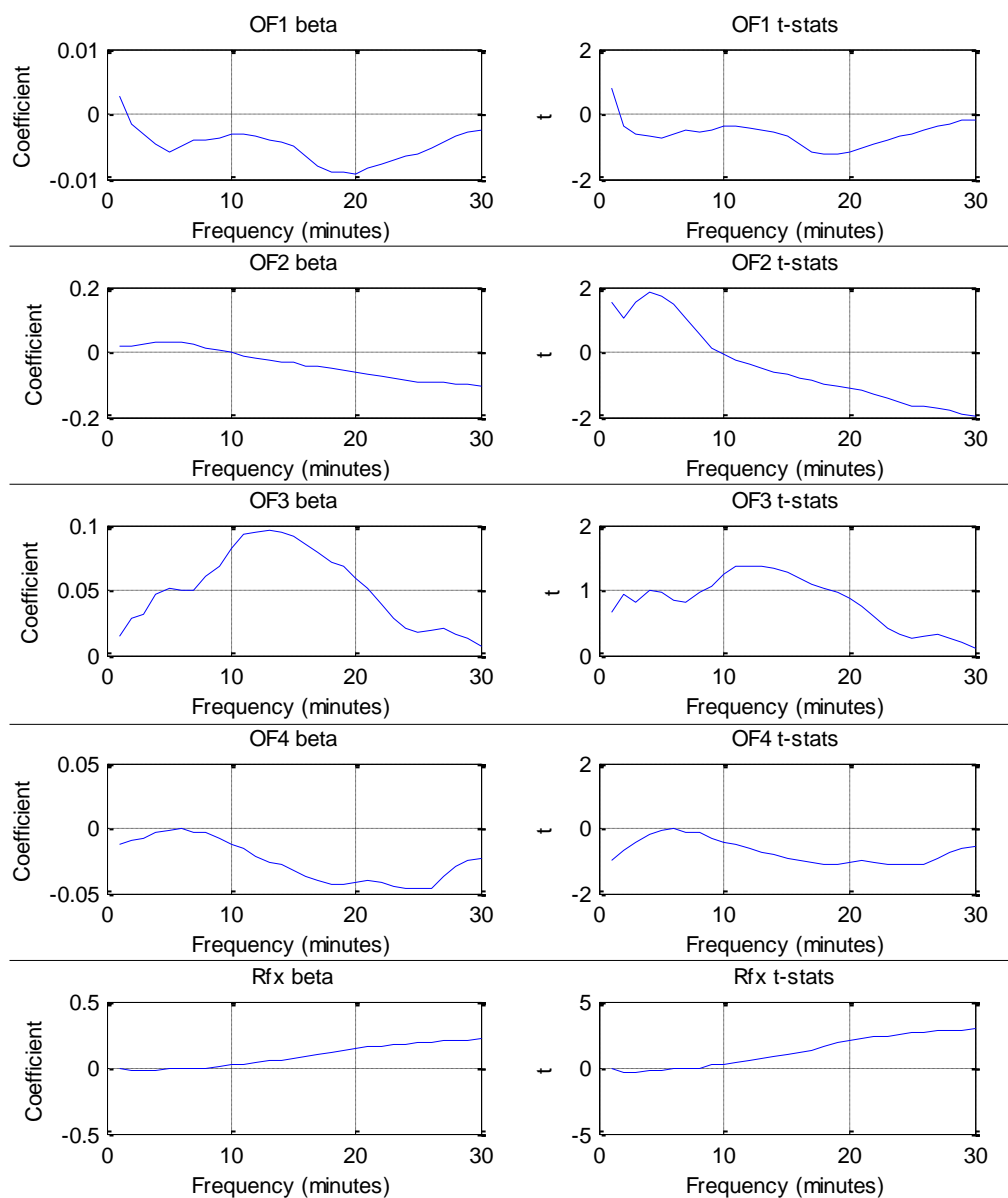 OF1 beta
0.01
0
-0.01
Coefficient
0 10 20 30
Frequency (minutes)
OF1 t-stats
2
0
-2
t
0 10 20 30
Frequency (minutes)
OF2 beta
0.2
0
-0.2
Coefficient
0 10 20 30
Frequency (minutes)
OF2 t-stats
2
0
-2
t
0 10 20 30
Frequency (minutes)
OF3 beta
0.1
0.05
0
Coefficient
0 10 20 30
Frequency (minutes)
OF3 t-stats
2
1
0
t
0 10 20 30
Frequency (minutes)
OF4 beta
0.05
0
-0.05
Coefficient
0 10 20 30
Frequency (minutes)
OF4 t-stats
2
0
-2
t
0 10 20 30
Frequency (minutes)
Rfx beta
0.5
0
-0.5
Coefficient
0 10 20 30
Frequency (minutes)
Rfx t-stats
5
0
-5
t
0 10 20 30
Frequency (minutes)